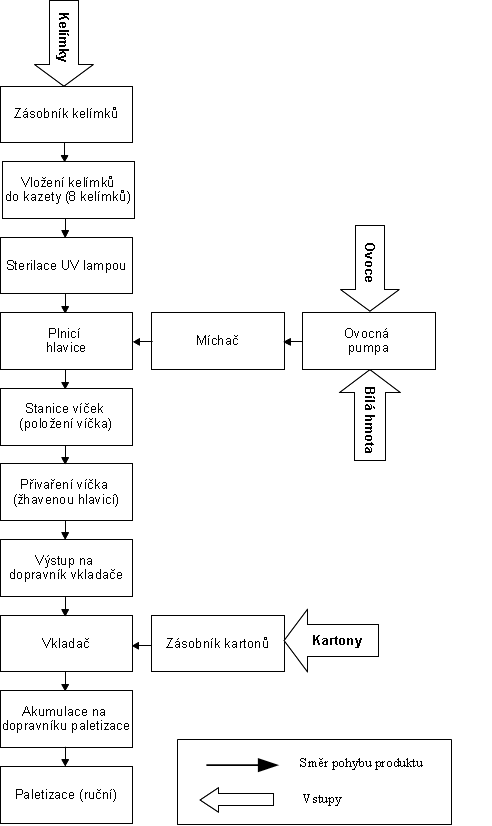 Kelímky
Zásobník kelímků
Vložení kelímků
do kazety (8 kelímků)
Sterilace UV lampou
Ovoce
Plnicí
hlavice
Míchač
Ovocná
pumpa
Bílá hmota
Stanice víček
(položení víčka)
Přivaření víčka
(žhavenou hlavicí)
Výstup na
dopravník vkladače
Vkladač
Zásobník kartonů
Kartony
Akumulace na
dopravníku paletizace
Paletizace (ruční)
Směr pohybu produktu
Vstupy